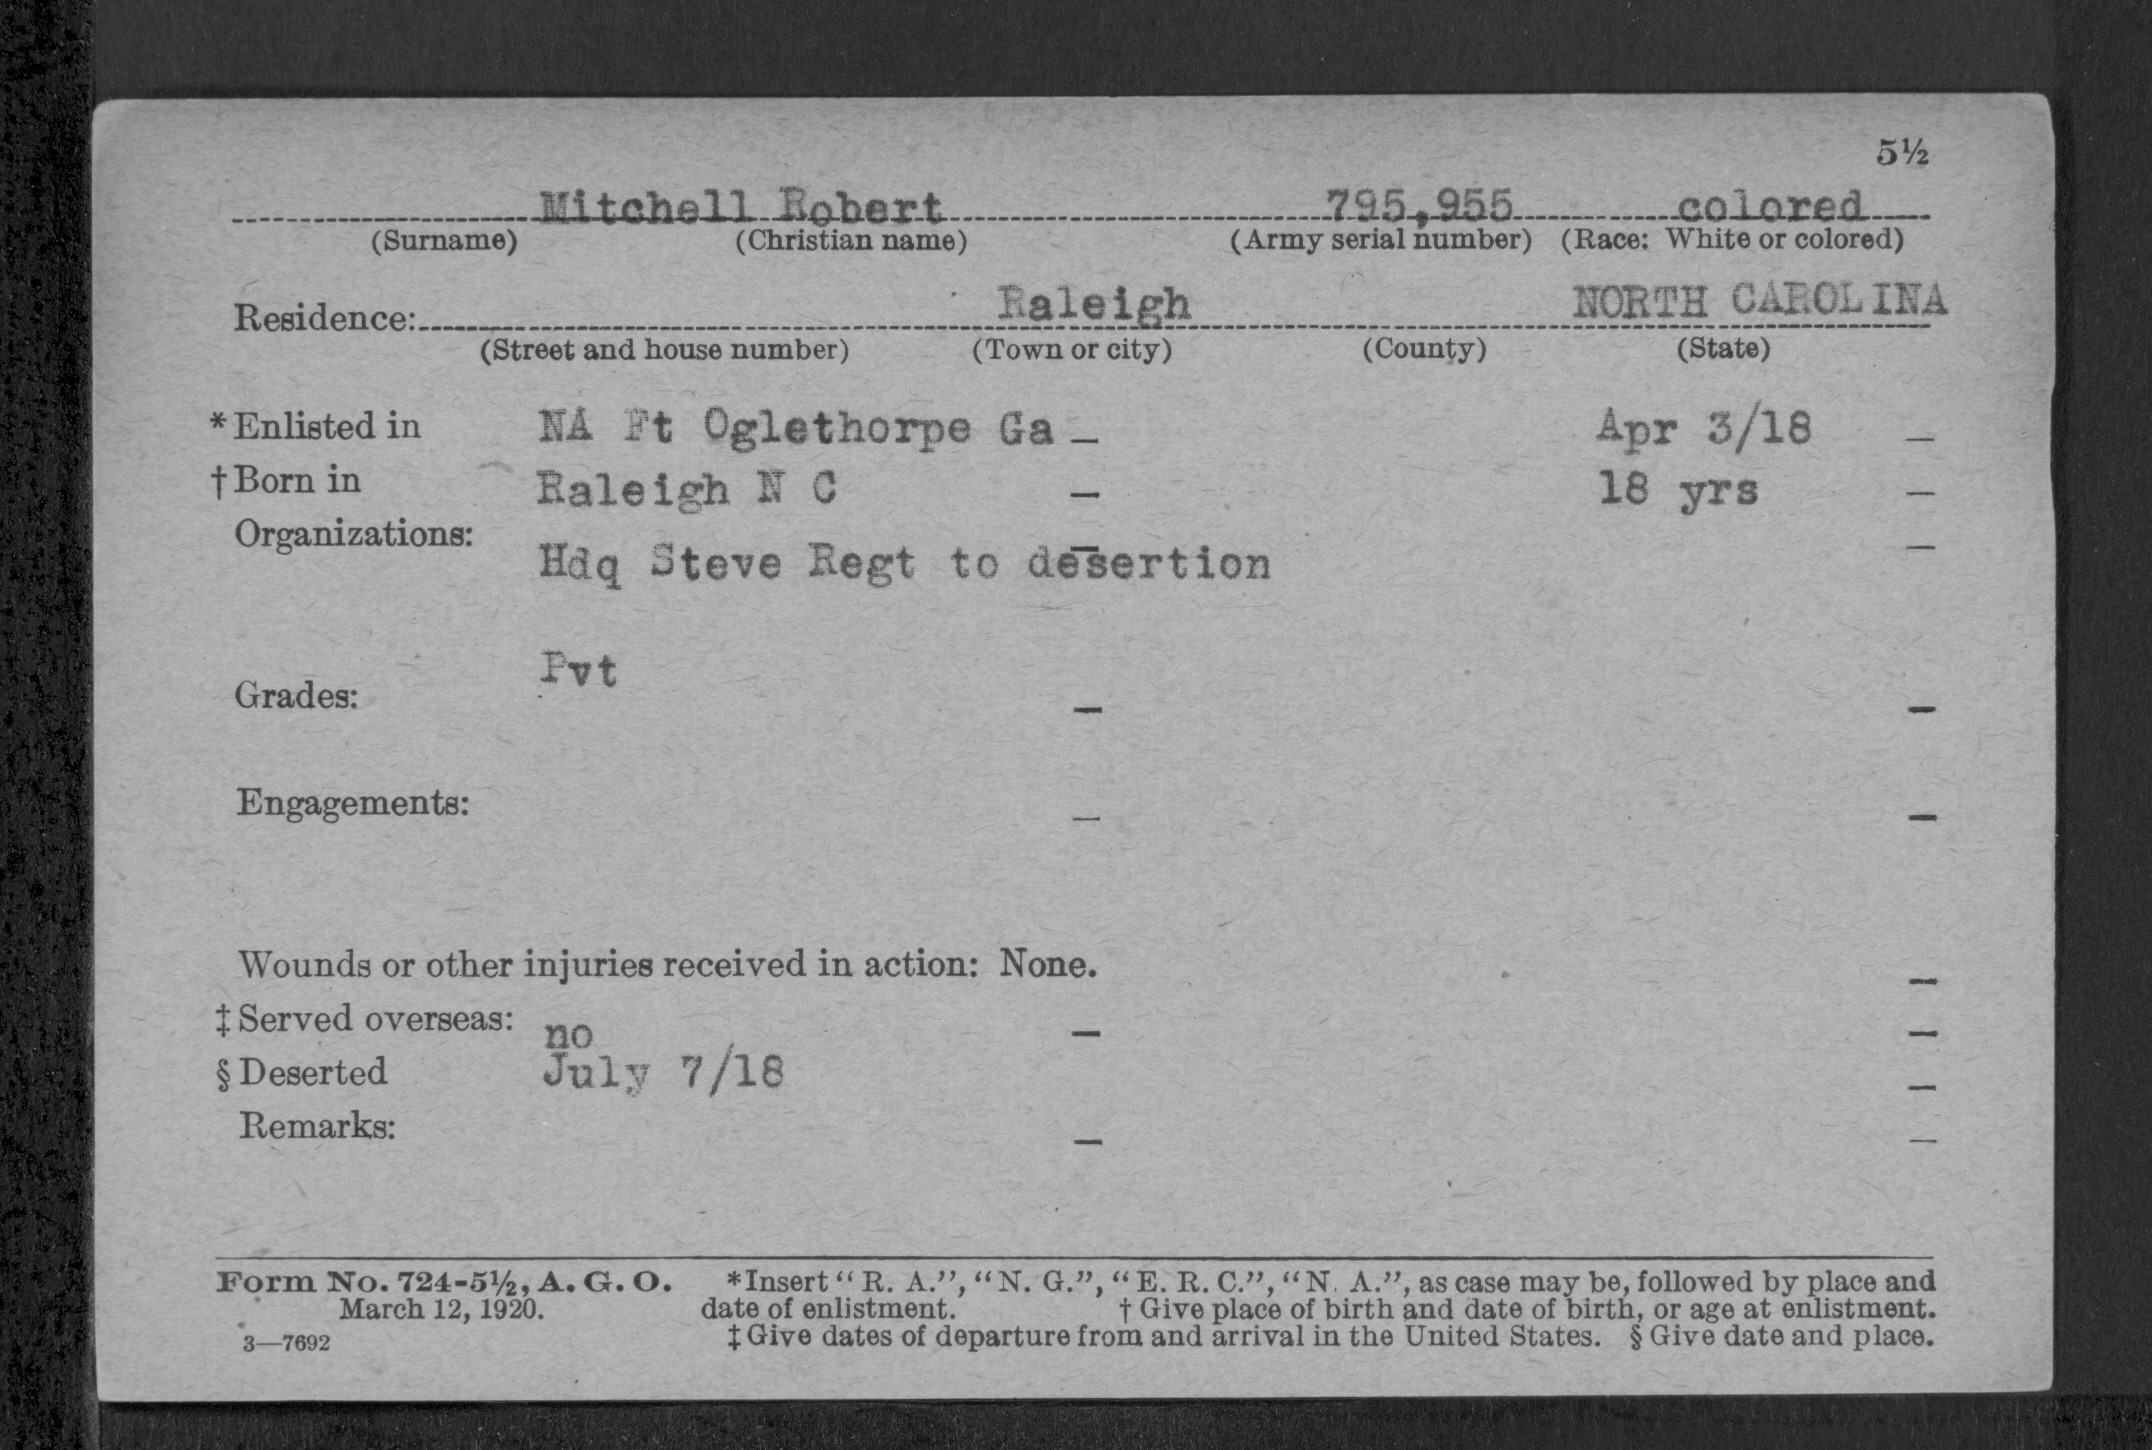 5½
Mitchell Robert 795,955 colored
(Surname) (Christian name) (Army serial number) (Race: White or colored)
Residence: Raleigh NORTH CAROLINA
(Street and house number) (Town or city) (County) (State)
*Enlisted in NA Ft Oglethorpe Ga – Apr 3/18 –
†Born in Raleigh N C – 18 yrs –
Organizations: – –
Hdq Steve Regt to desertion
Pvt
Grades: – –
Engagements: – –
Wounds or other injuries received in action: None. –
‡Served overseas: no – –
§Deserted July 7/18 –
Remarks: – –
Form No. 724-5½, A. G. O. *Insert "R. A.", "N. G.", "E. R. C.", "N. A.", as case may be, followed by place and
March 12, 1920. date of enlistment. †Give place of birth and date of birth, or age at enlistment.
3—7692 ‡Give dates of departure from and arrival in the United States. §Give date and place.